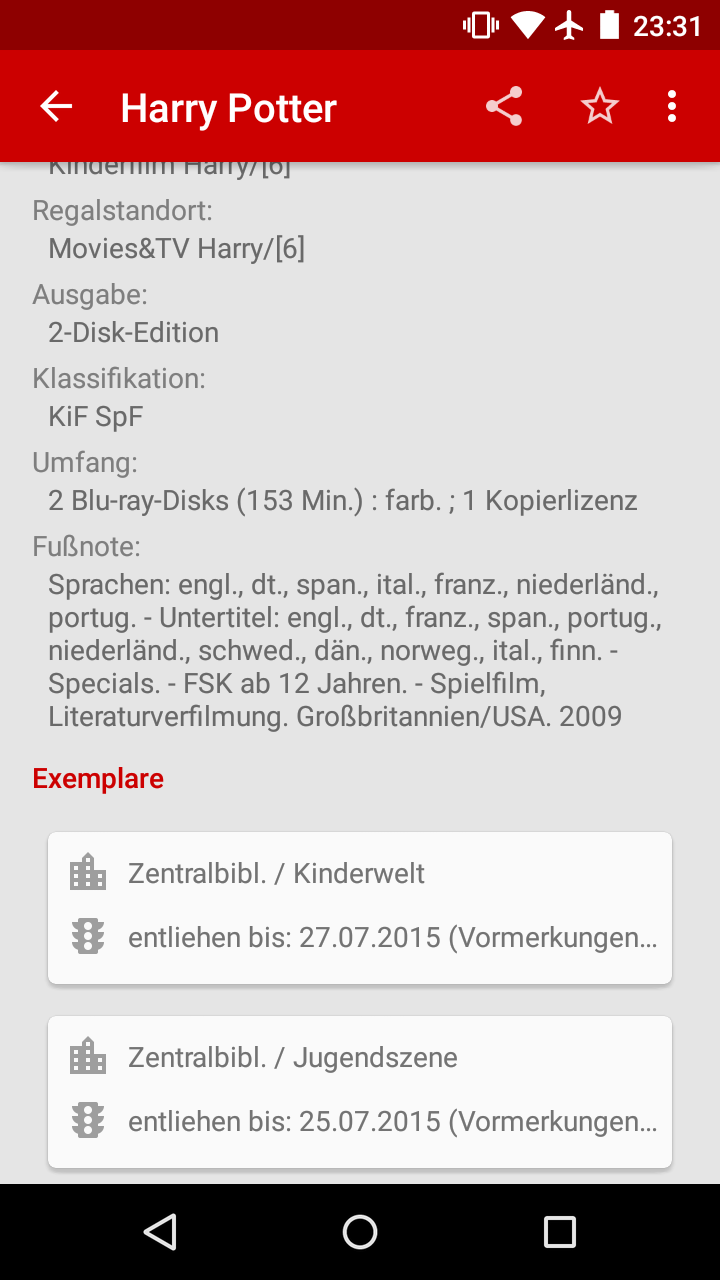 23:31
Harry Potter
Kinderfilm Harry/[6]
Regalstandort:
Movies&TV Harry/[6]
Ausgabe:
2-Disk-Edition
Klassifikation:
KiF SpF
Umfang:
2 Blu-ray-Disks (153 Min.) : farb. ; 1 Kopierlizenz
Fußnote:
Sprachen: engl., dt., span., ital., franz., niederländ.,
portug. - Untertitel: engl., dt., franz., span., portug.,
niederländ., schwed., dän., norweg., ital., finn. -
Specials. - FSK ab 12 Jahren. - Spielfilm,
Literaturverfilmung. Großbritannien/USA. 2009
Exemplare
Zentralbibl. / Kinderwelt
entliehen bis: 27.07.2015 (Vormerkungen...
Zentralbibl. / Jugendszene
entliehen bis: 25.07.2015 (Vormerkungen...